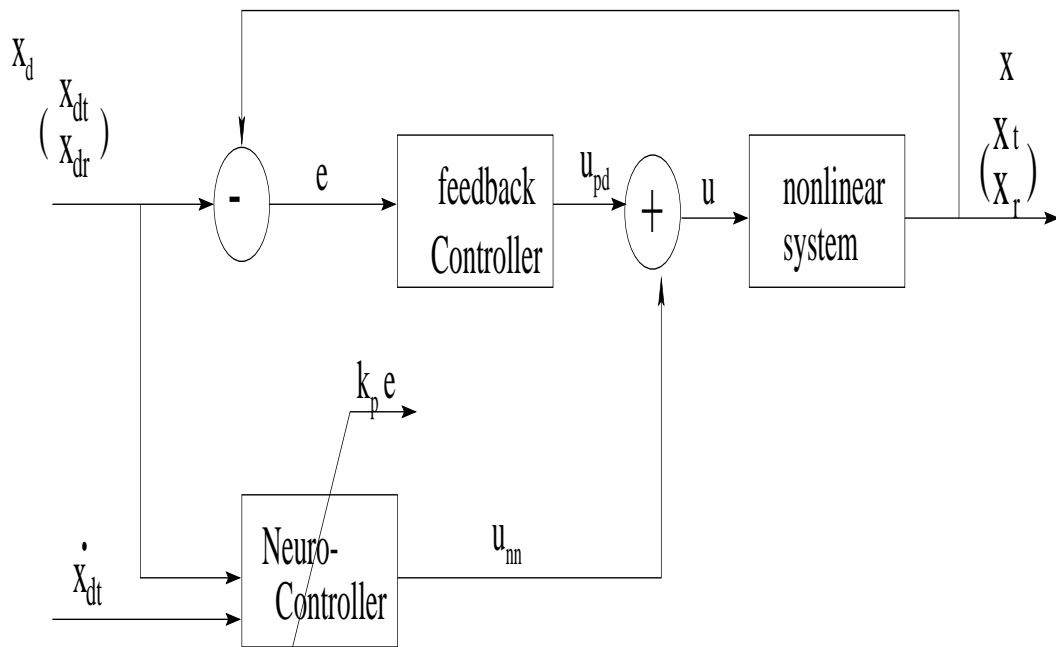 x_d
( x_dt
x_dr )
-
e
feedback
Controller
u_pd
+
u
nonlinear
system
x
( x_t
x_r )
k_p e
ẋ_dt
Neuro-
Controller
u_nn